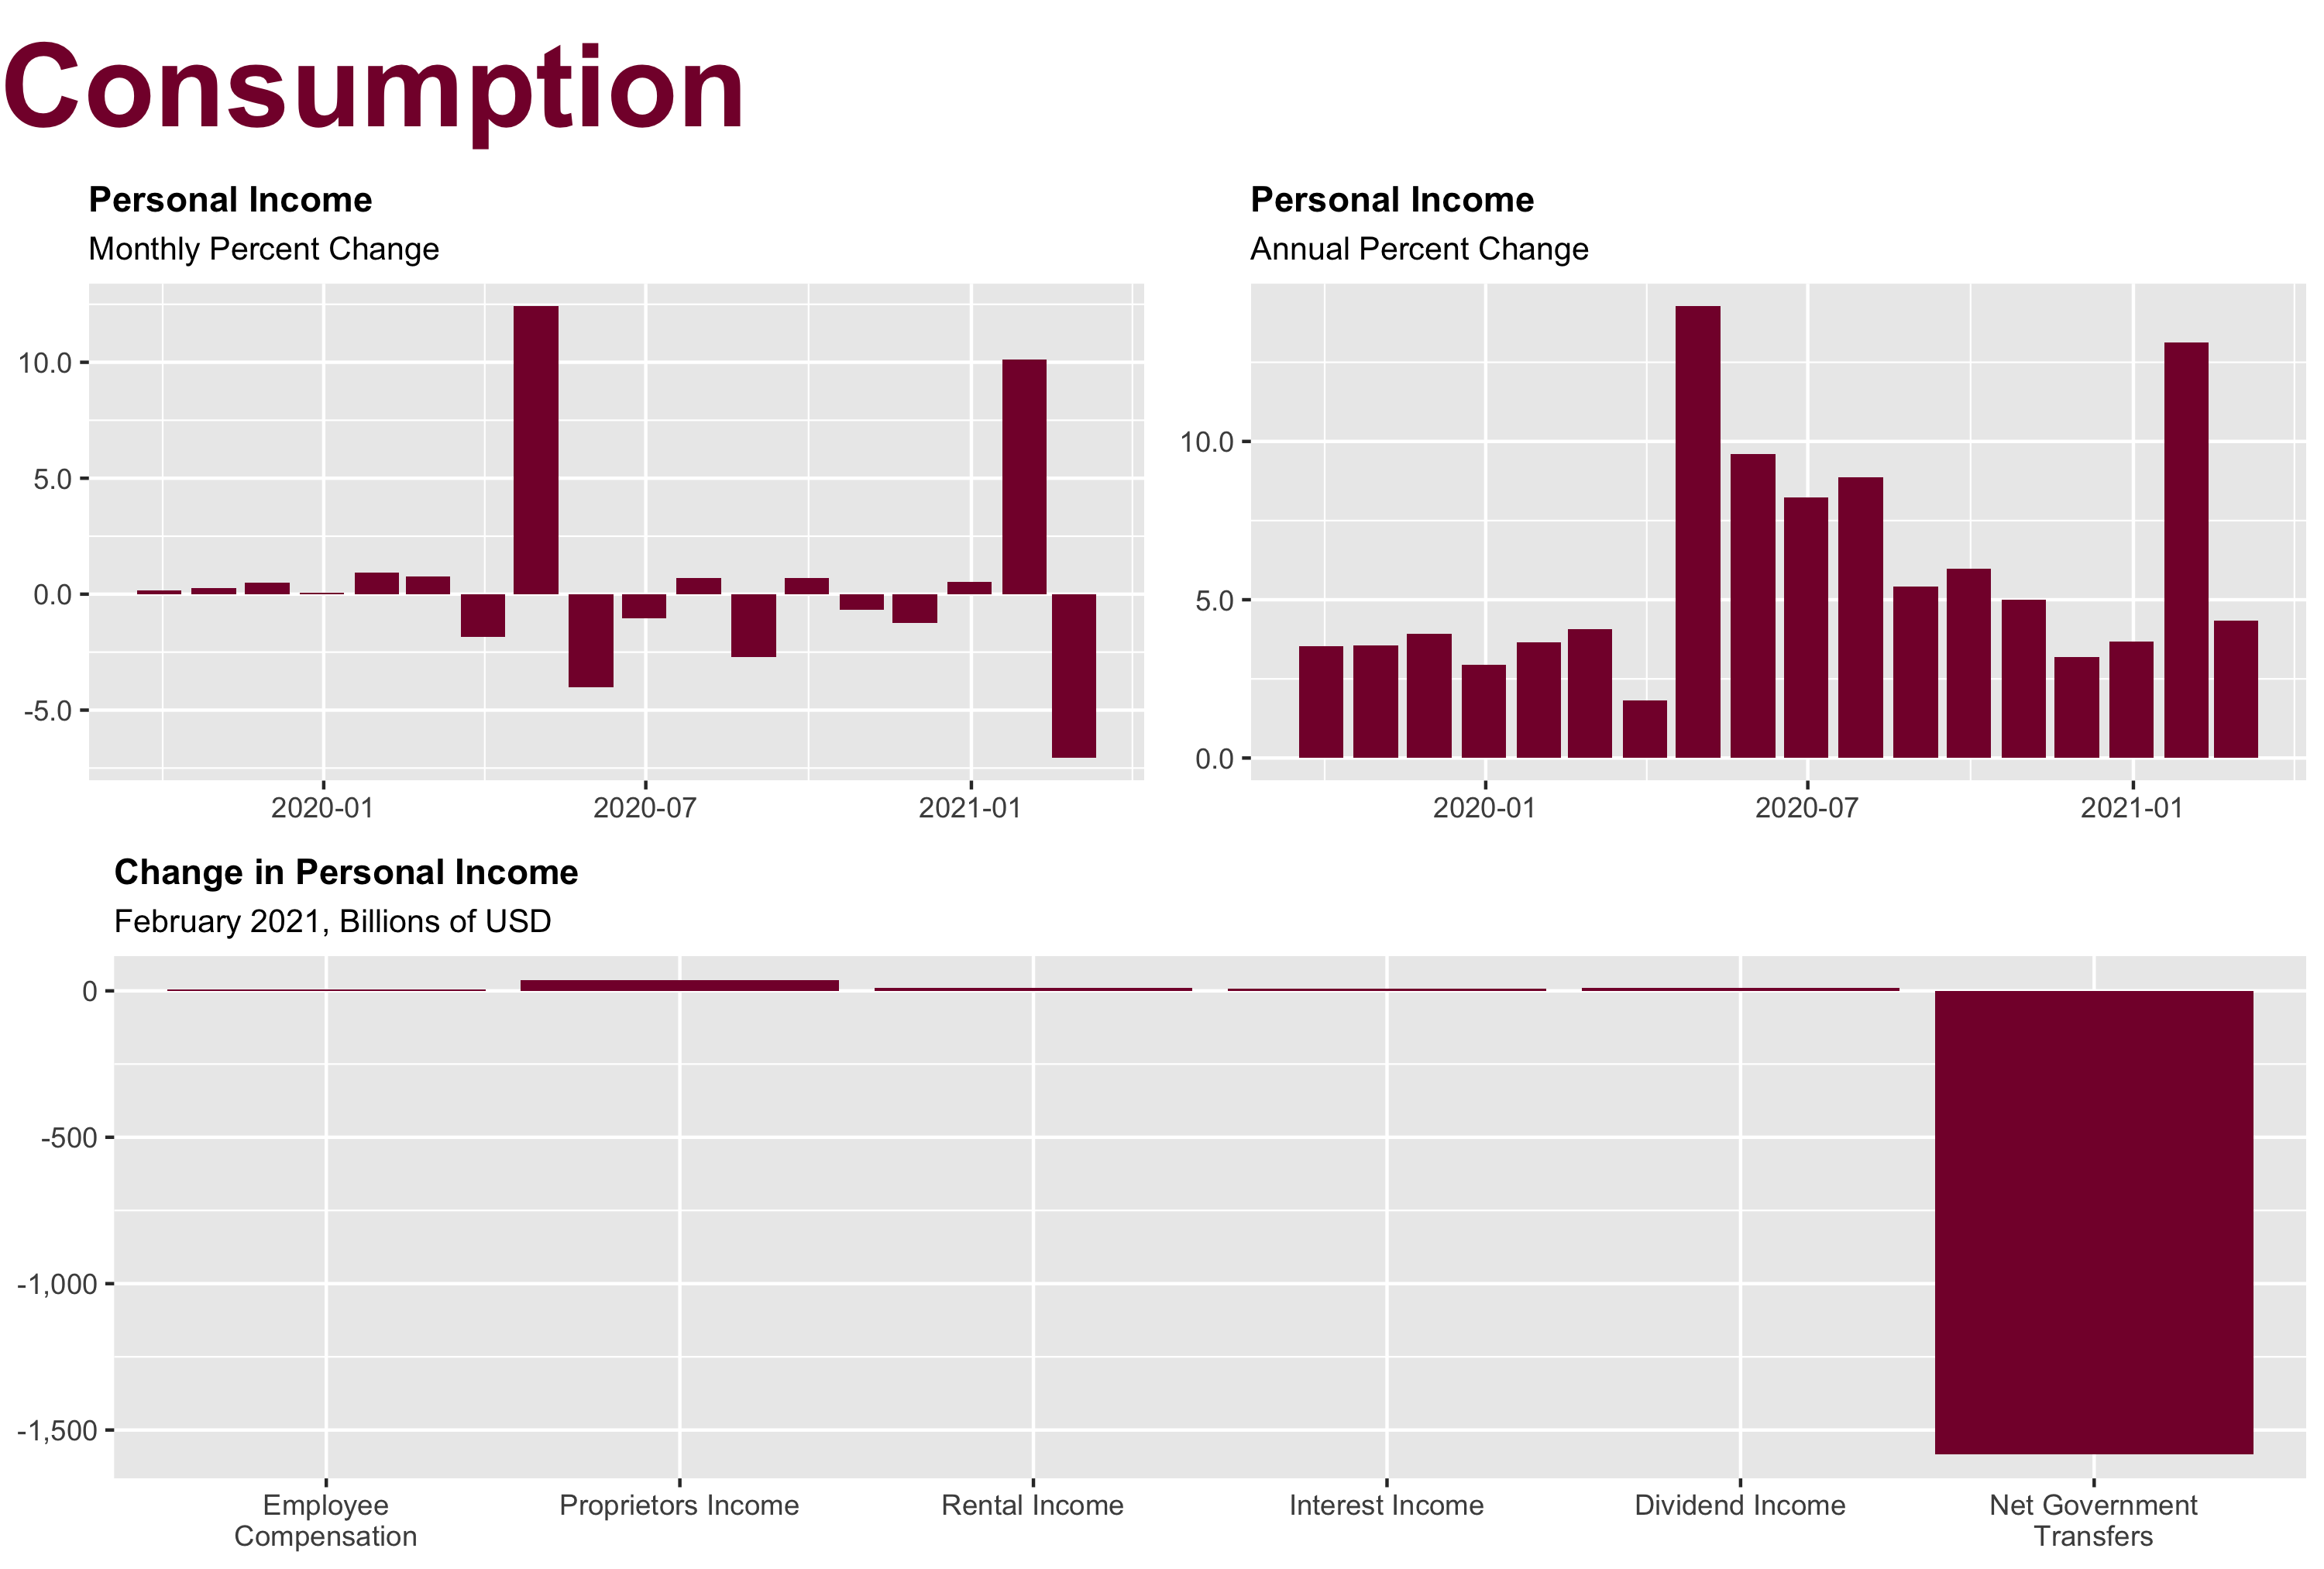 Consumption
Personal Income
Monthly Percent Change
10.0
5.0
0.0
-5.0
2020-01
2020-07
2021-01
Personal Income
Annual Percent Change
10.0
5.0
0.0
2020-01
2020-07
2021-01
Change in Personal Income
February 2021, Billions of USD
0
-500
-1,000
-1,500
Employee
Compensation
Proprietors Income
Rental Income
Interest Income
Dividend Income
Net Government
Transfers